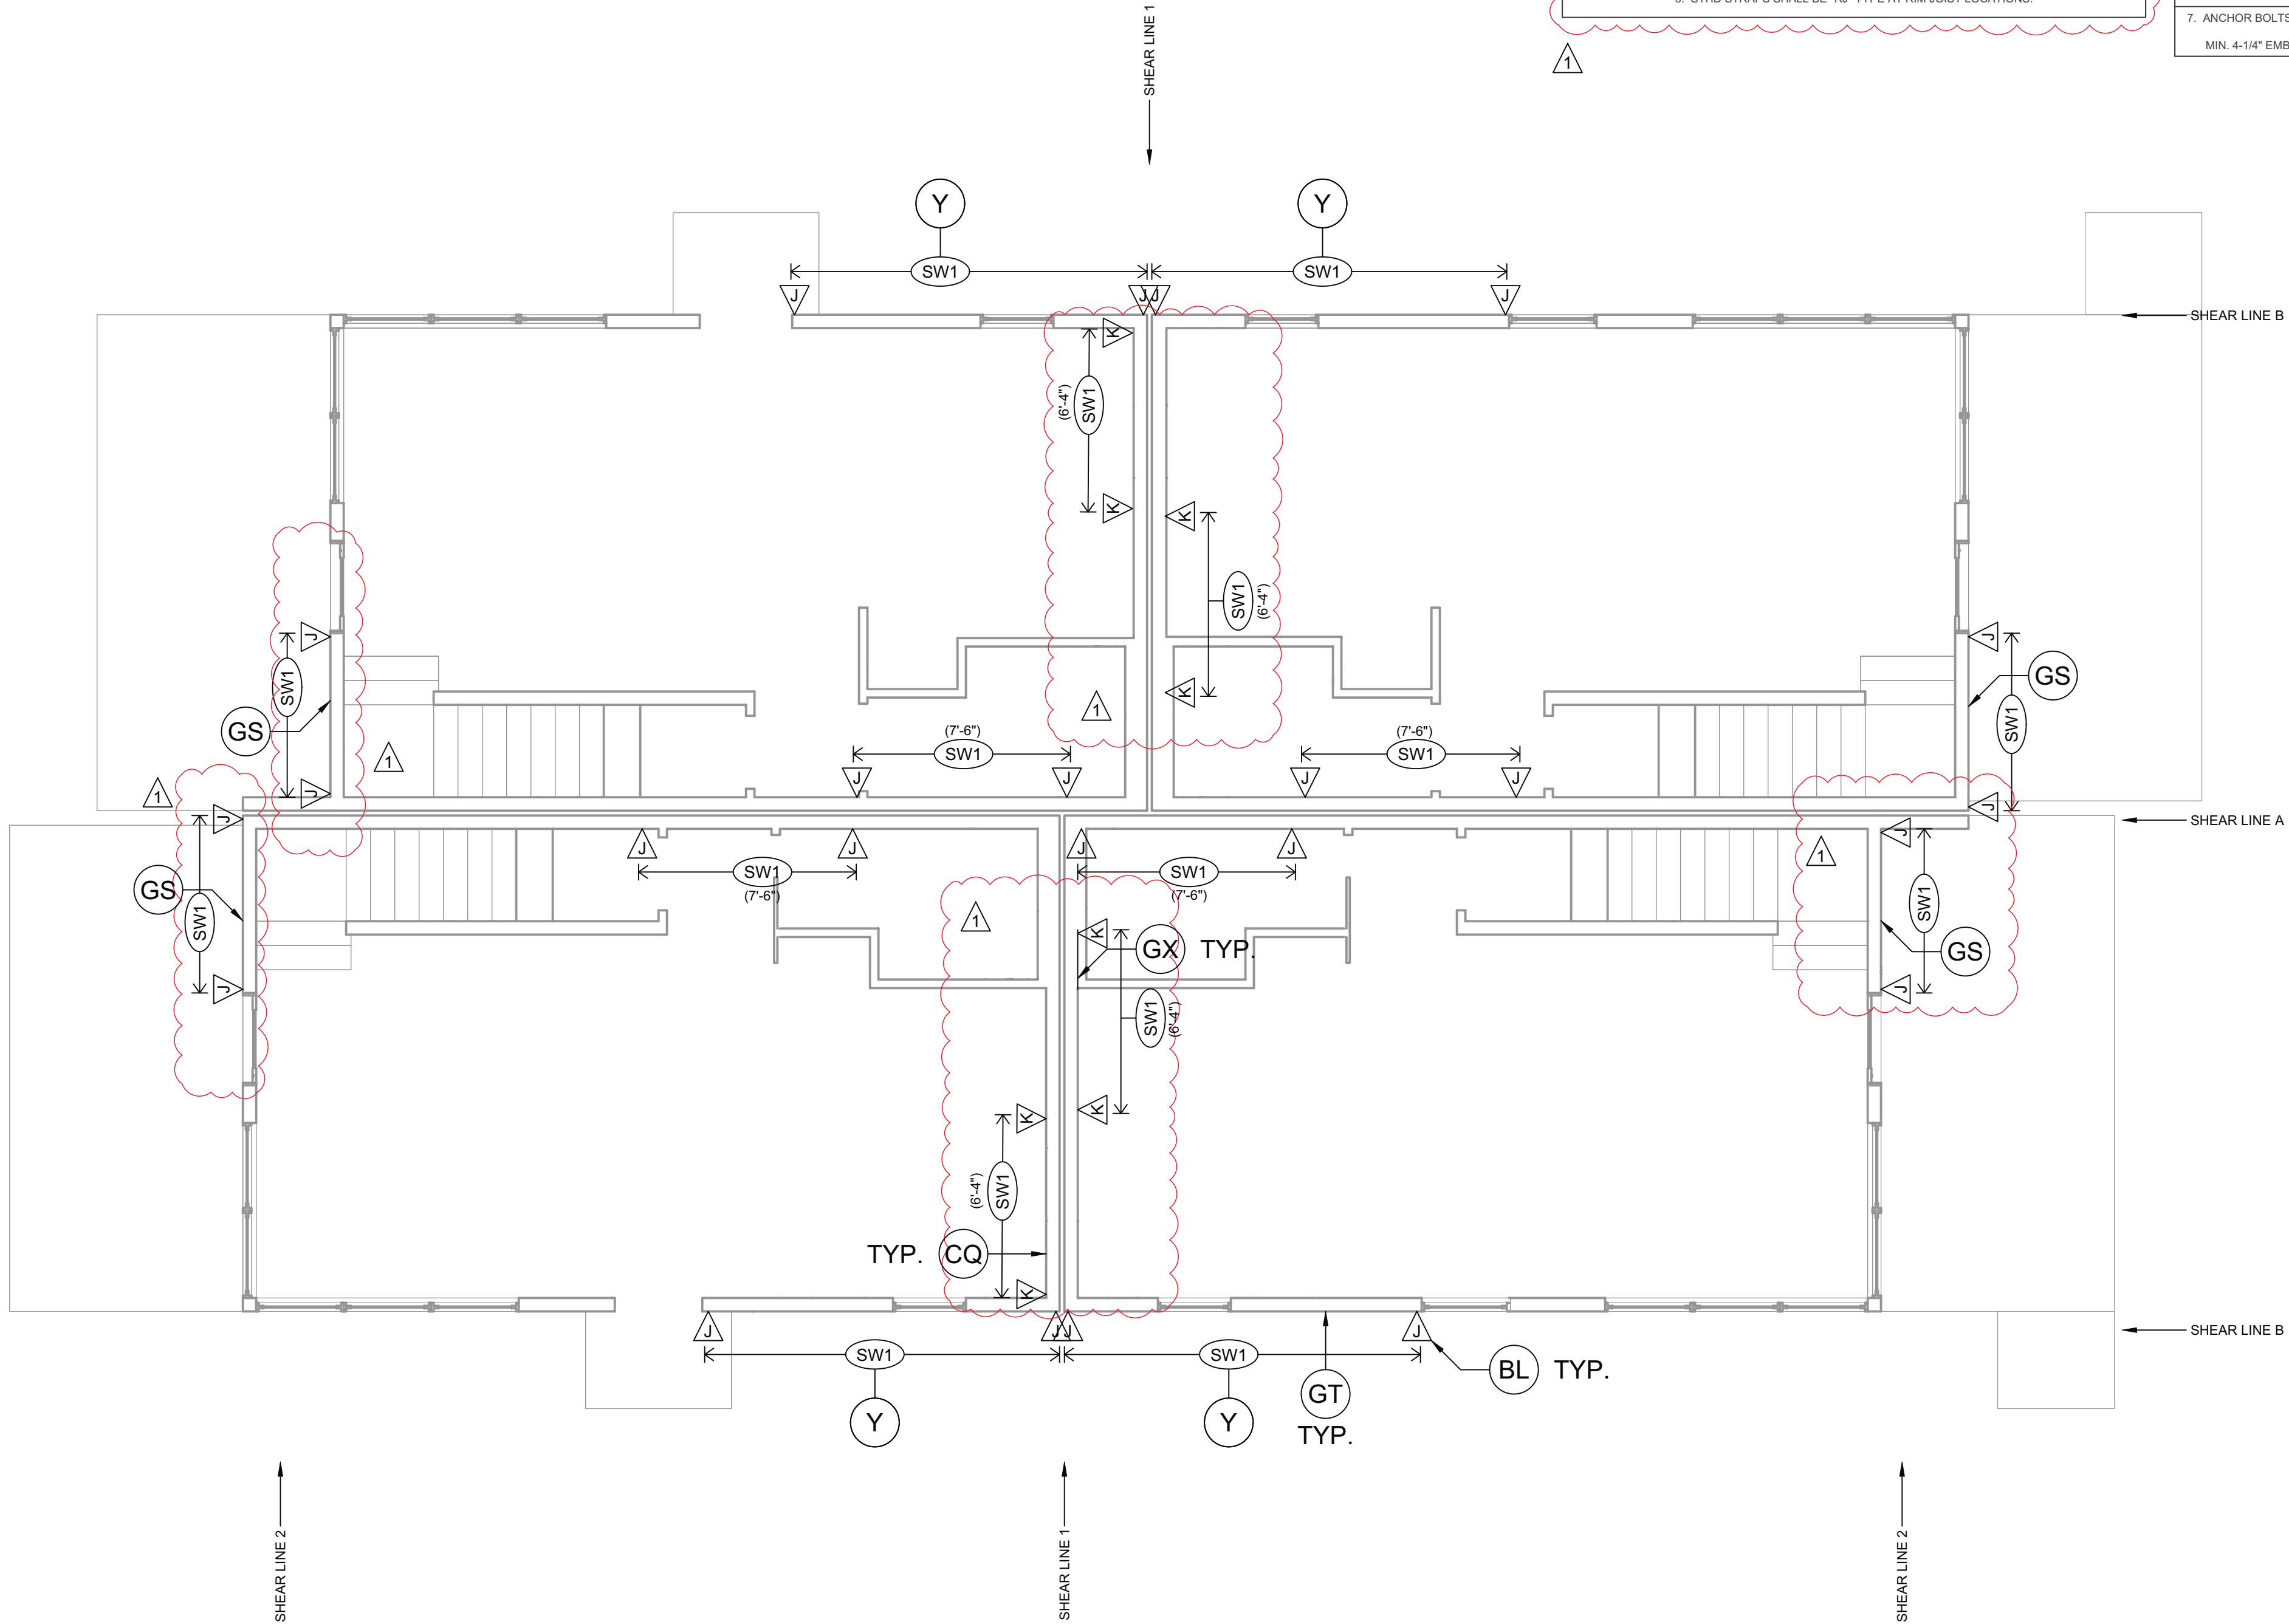 7. ANCHOR BOLTS
MIN. 4-1/4" EMB
1
SHEAR LINE 1
Y
Y
SW1
SW1
J
J
J
J
SHEAR LINE B
K
K
(6'-4")
SW1
K
K
SW1
(6'-4")
J
J
SW1
GS
1
1
J
J
SW1
GS
1
(7'-6")
SW1
J
J
(7'-6")
SW1
J
J
SHEAR LINE A
J
J
SW1
GS
1
J
J
SW1
GS
J
J
SW1
(7'-6")
J
J
SW1
(7'-6")
1
K
K
GX TYP.
SW1
(6'-4")
K
K
(6'-4")
SW1
TYP. CQ
J
J
J
J
SHEAR LINE B
SW1
SW1
BL TYP.
Y
Y
GT
TYP.
SHEAR LINE 2
SHEAR LINE 1
SHEAR LINE 2